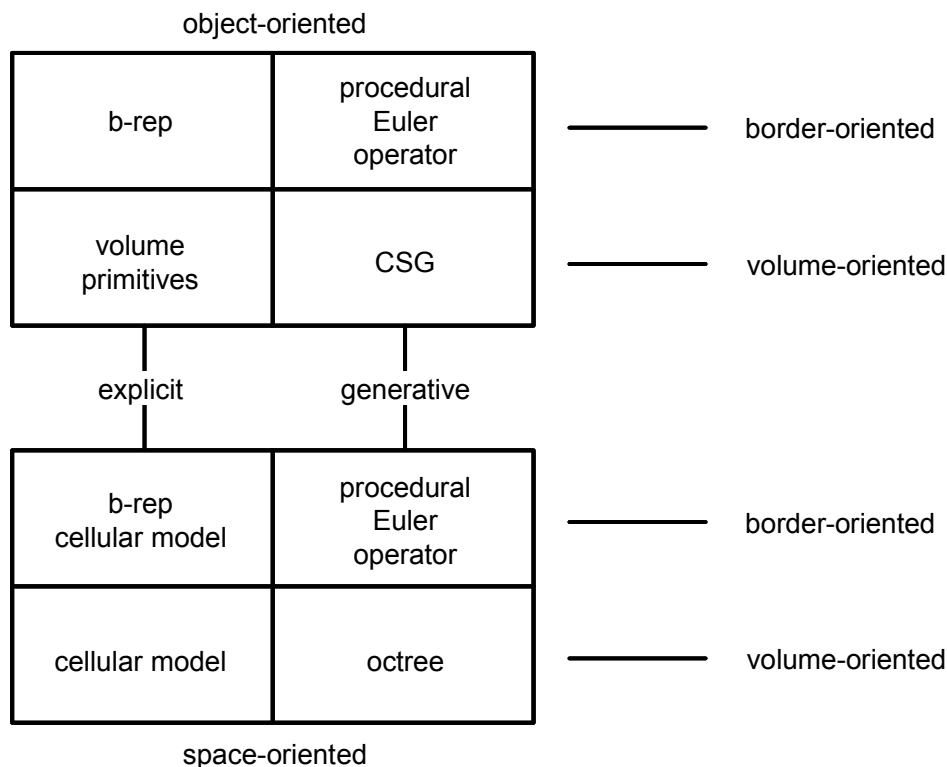 object-oriented
b-rep
procedural
Euler
operator
border-oriented
volume
primitives
CSG
volume-oriented
explicit
generative
b-rep
cellular model
procedural
Euler
operator
border-oriented
cellular model
octree
volume-oriented
space-oriented